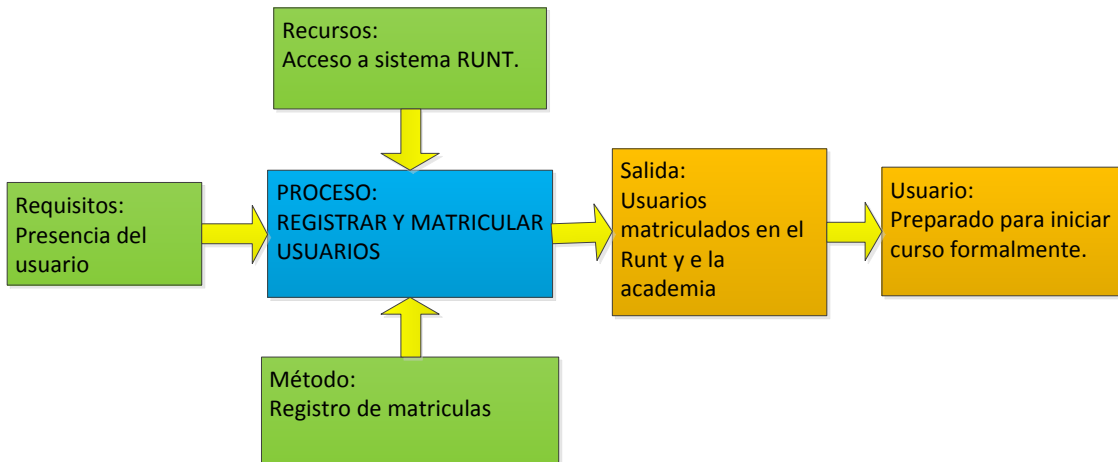 Recursos:
Acceso a sistema RUNT.
Requisitos:
Presencia del
usuario
PROCESO:
REGISTRAR Y MATRICULAR
USUARIOS
Salida:
Usuarios
matriculados en el
Runt y e la
academia
Usuario:
Preparado para iniciar
curso formalmente.
Método:
Registro de matriculas